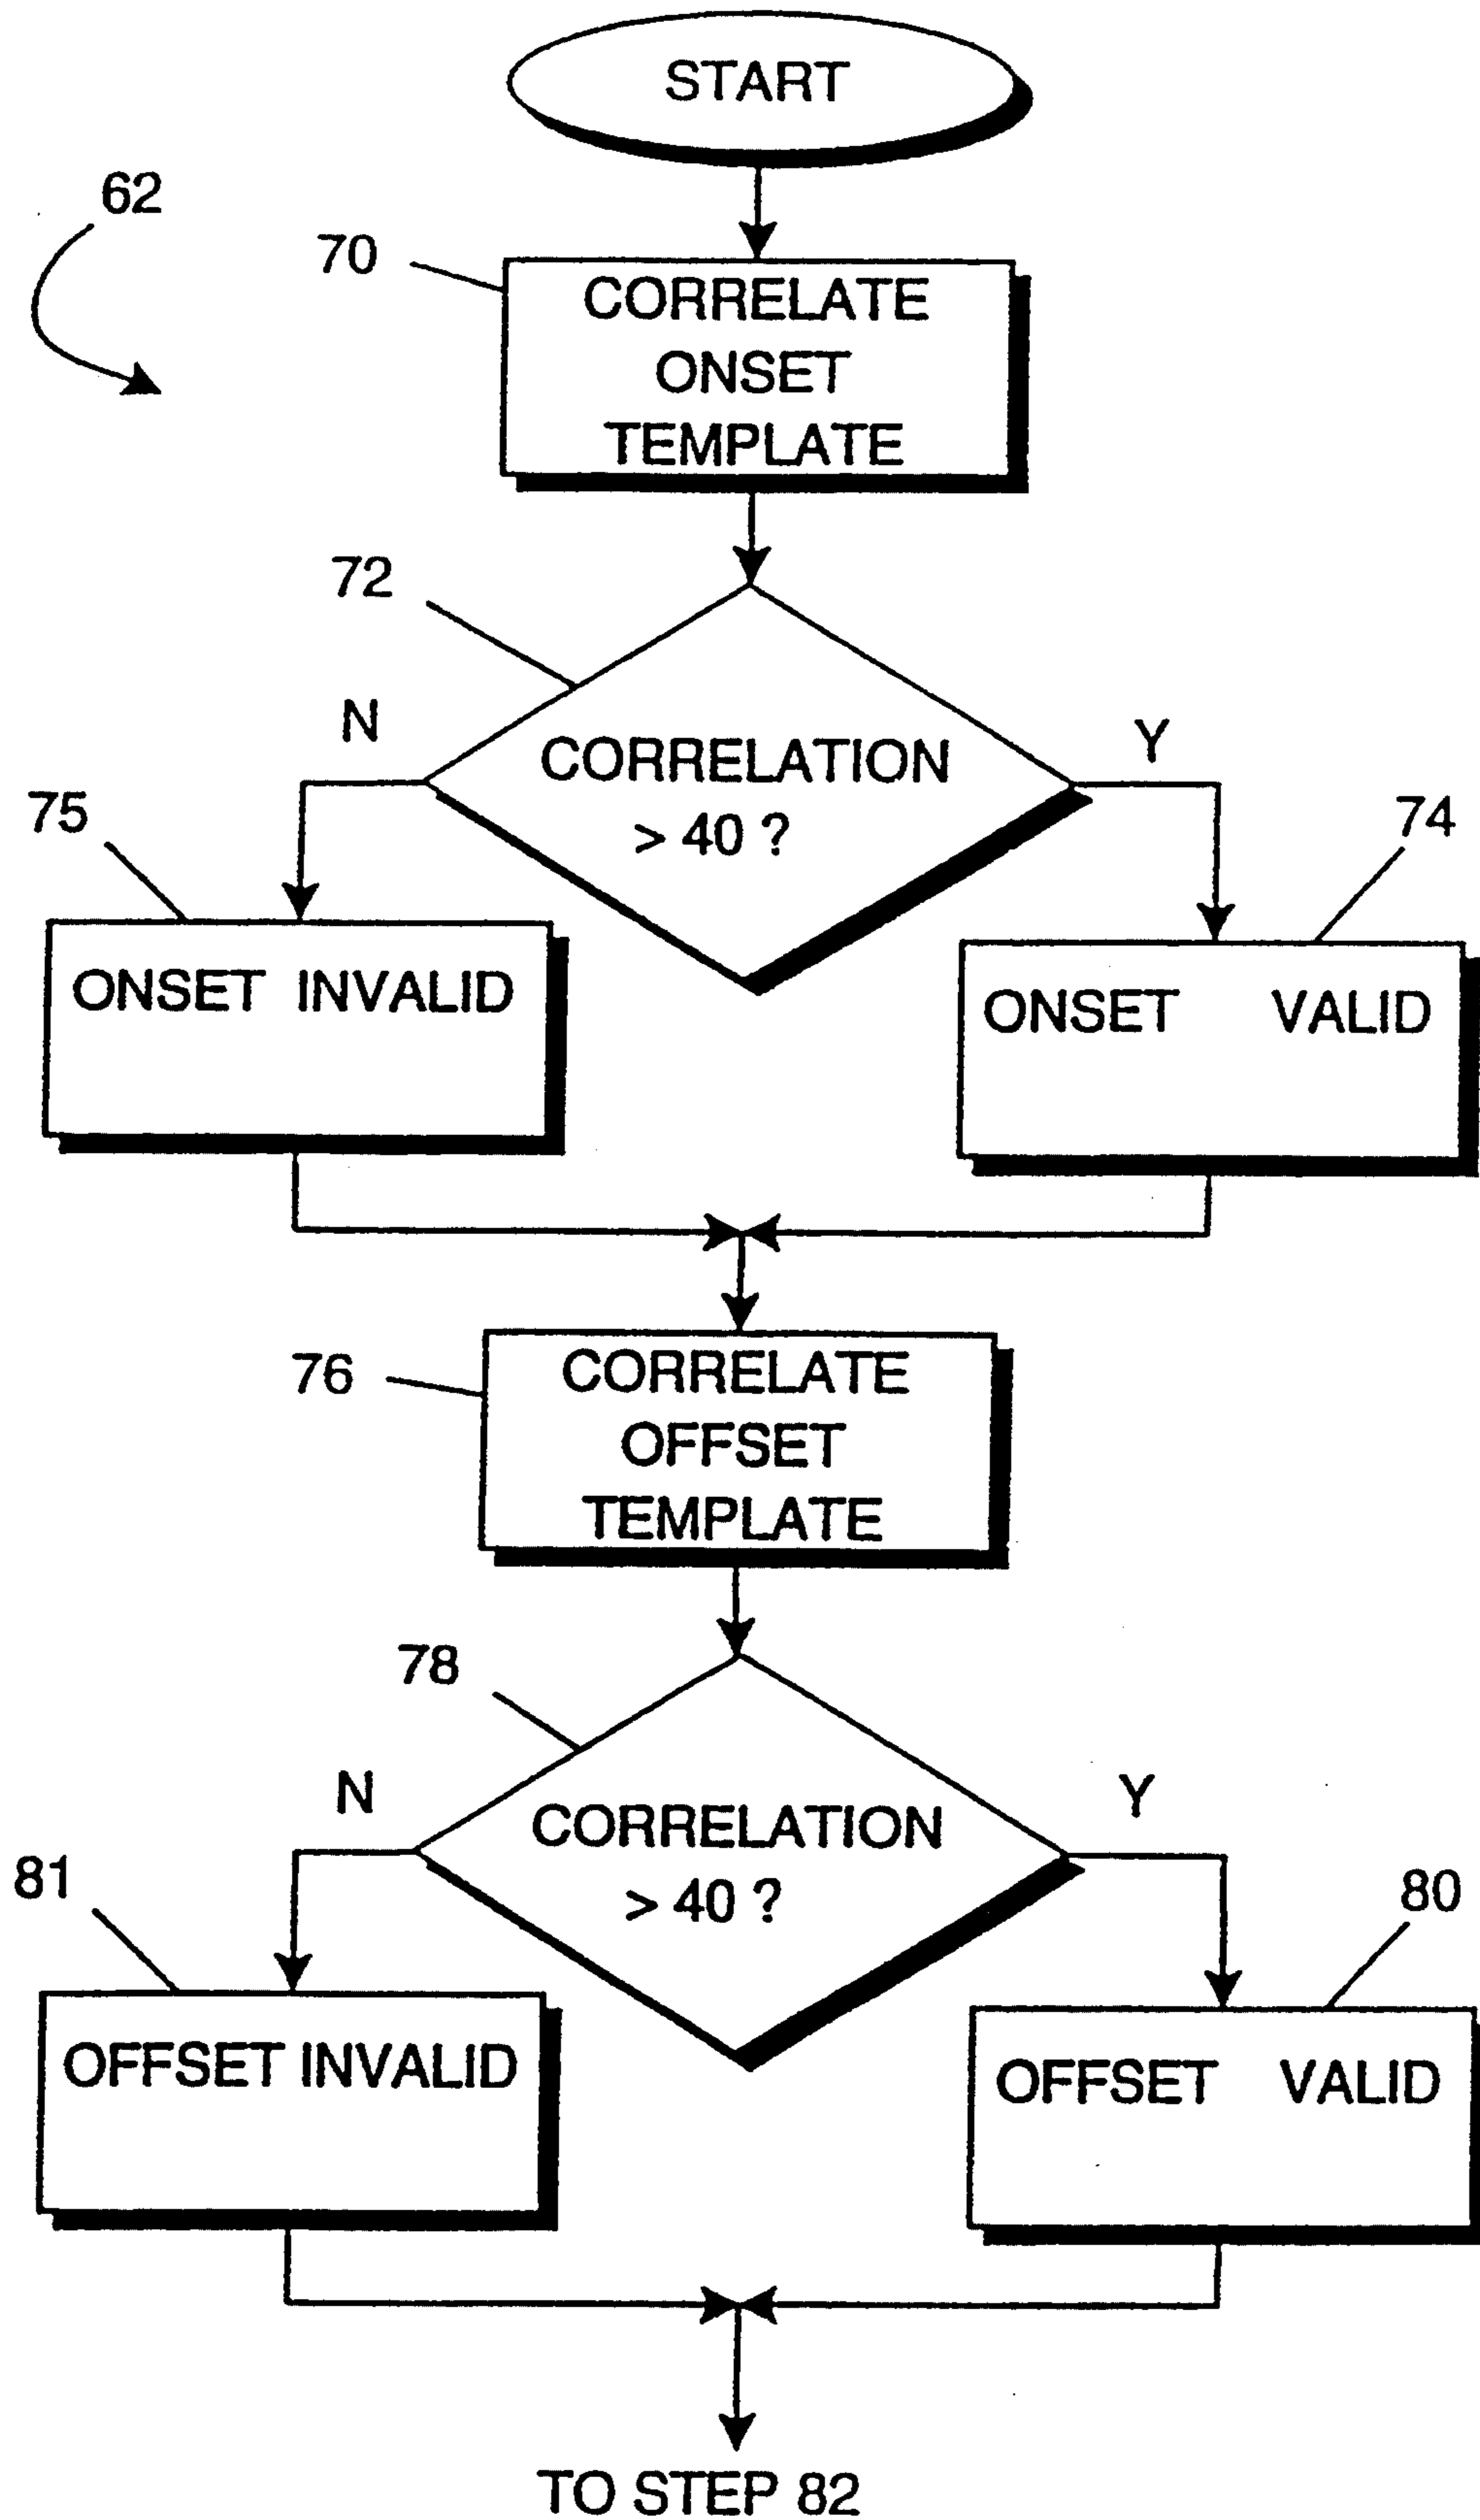 START
62
70
CORRELATE
ONSET
TEMPLATE
72
N
CORRELATION
> 40 ?
Y
75
74
ONSET INVALID
ONSET VALID
76
CORRELATE
OFFSET
TEMPLATE
78
N
CORRELATION
> 40 ?
Y
81
80
OFFSET INVALID
OFFSET VALID
TO STEP 82